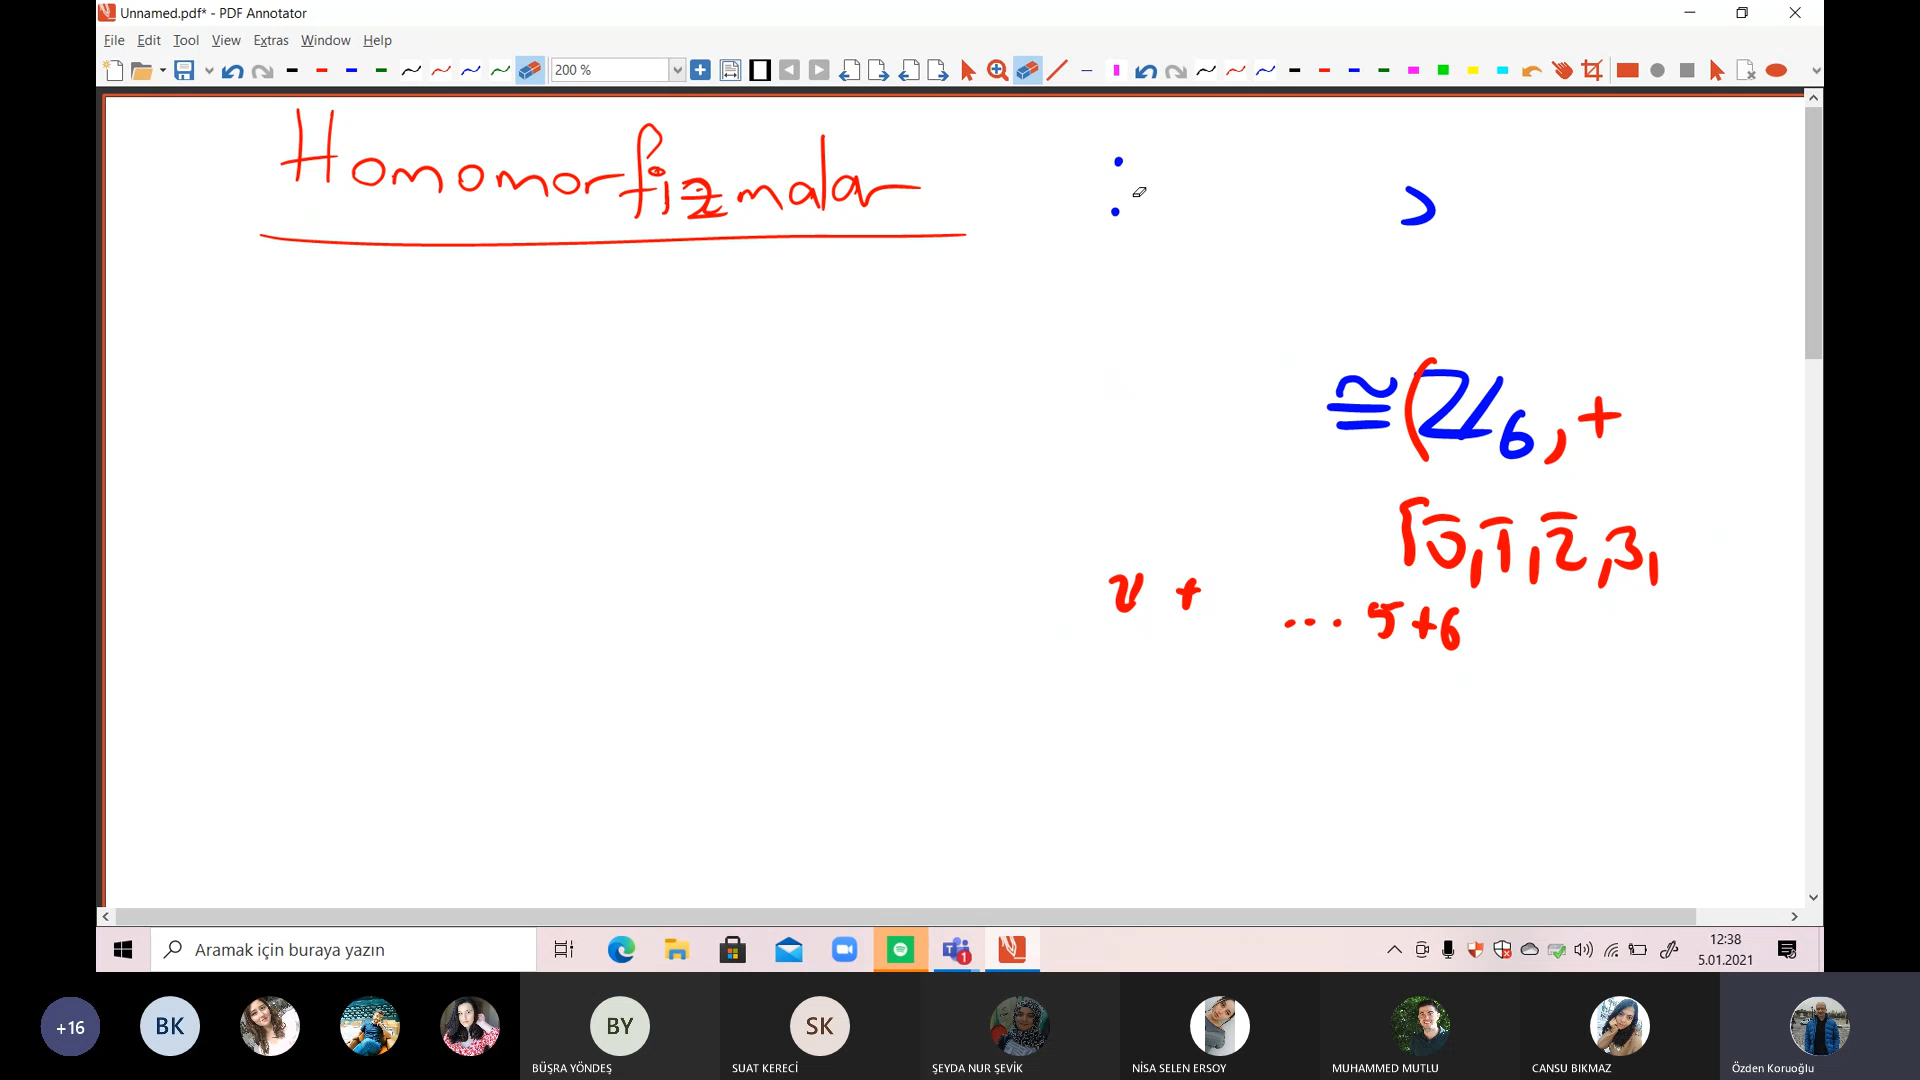 Unnamed.pdf* - PDF Annotator
File Edit Tool View Extras Window Help
200 %
Homomorfizmalar :
≅ (ℤ6, +
{0̅, 1̅, 2̅, 3,
+ ... 5+6
Aramak için buraya yazın
1
12:38
5.01.2021
+16
BK
BY
SK
BÜŞRA YÖNDEŞ
SUAT KERECİ
ŞEYDA NUR ŞEVİK
NİSA SELEN ERSOY
MUHAMMED MUTLU
CANSU BIKMAZ
Özden Koruoğlu